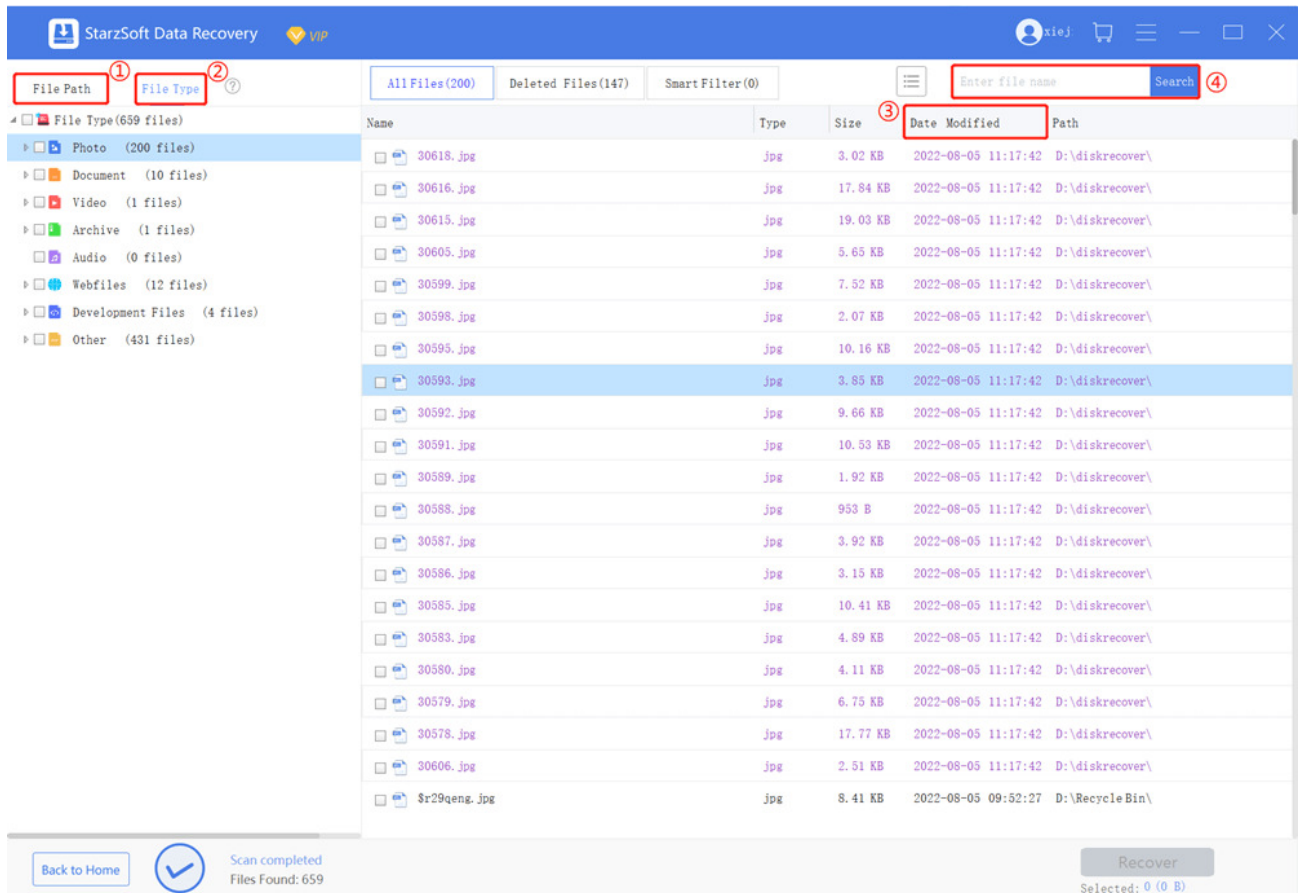 StarzSoft Data Recovery VIP xiej
① ② ③ ④
File Path File Type ? All Files(200) Deleted Files(147) Smart Filter(0) Enter file name Search
File Type(659 files)
Photo (200 files)
Document (10 files)
Video (1 files)
Archive (1 files)
Audio (0 files)
Webfiles (12 files)
Development Files (4 files)
Other (431 files)
Name Type Size Date Modified Path
30618.jpg jpg 3.02 KB 2022-08-05 11:17:42 D:\diskrecover\
30616.jpg jpg 17.84 KB 2022-08-05 11:17:42 D:\diskrecover\
30615.jpg jpg 19.03 KB 2022-08-05 11:17:42 D:\diskrecover\
30605.jpg jpg 5.65 KB 2022-08-05 11:17:42 D:\diskrecover\
30599.jpg jpg 7.52 KB 2022-08-05 11:17:42 D:\diskrecover\
30598.jpg jpg 2.07 KB 2022-08-05 11:17:42 D:\diskrecover\
30595.jpg jpg 10.16 KB 2022-08-05 11:17:42 D:\diskrecover\
30593.jpg jpg 3.85 KB 2022-08-05 11:17:42 D:\diskrecover\
30592.jpg jpg 9.66 KB 2022-08-05 11:17:42 D:\diskrecover\
30591.jpg jpg 10.53 KB 2022-08-05 11:17:42 D:\diskrecover\
30589.jpg jpg 1.92 KB 2022-08-05 11:17:42 D:\diskrecover\
30588.jpg jpg 953 B 2022-08-05 11:17:42 D:\diskrecover\
30587.jpg jpg 3.92 KB 2022-08-05 11:17:42 D:\diskrecover\
30586.jpg jpg 3.15 KB 2022-08-05 11:17:42 D:\diskrecover\
30585.jpg jpg 10.41 KB 2022-08-05 11:17:42 D:\diskrecover\
30583.jpg jpg 4.89 KB 2022-08-05 11:17:42 D:\diskrecover\
30580.jpg jpg 4.11 KB 2022-08-05 11:17:42 D:\diskrecover\
30579.jpg jpg 6.75 KB 2022-08-05 11:17:42 D:\diskrecover\
30578.jpg jpg 17.77 KB 2022-08-05 11:17:42 D:\diskrecover\
30606.jpg jpg 2.51 KB 2022-08-05 11:17:42 D:\diskrecover\
$r29qeng.jpg jpg 8.41 KB 2022-08-05 09:52:27 D:\Recycle Bin\
Back to Home
Scan completed
Files Found: 659
Recover
Selected: 0 (0 B)